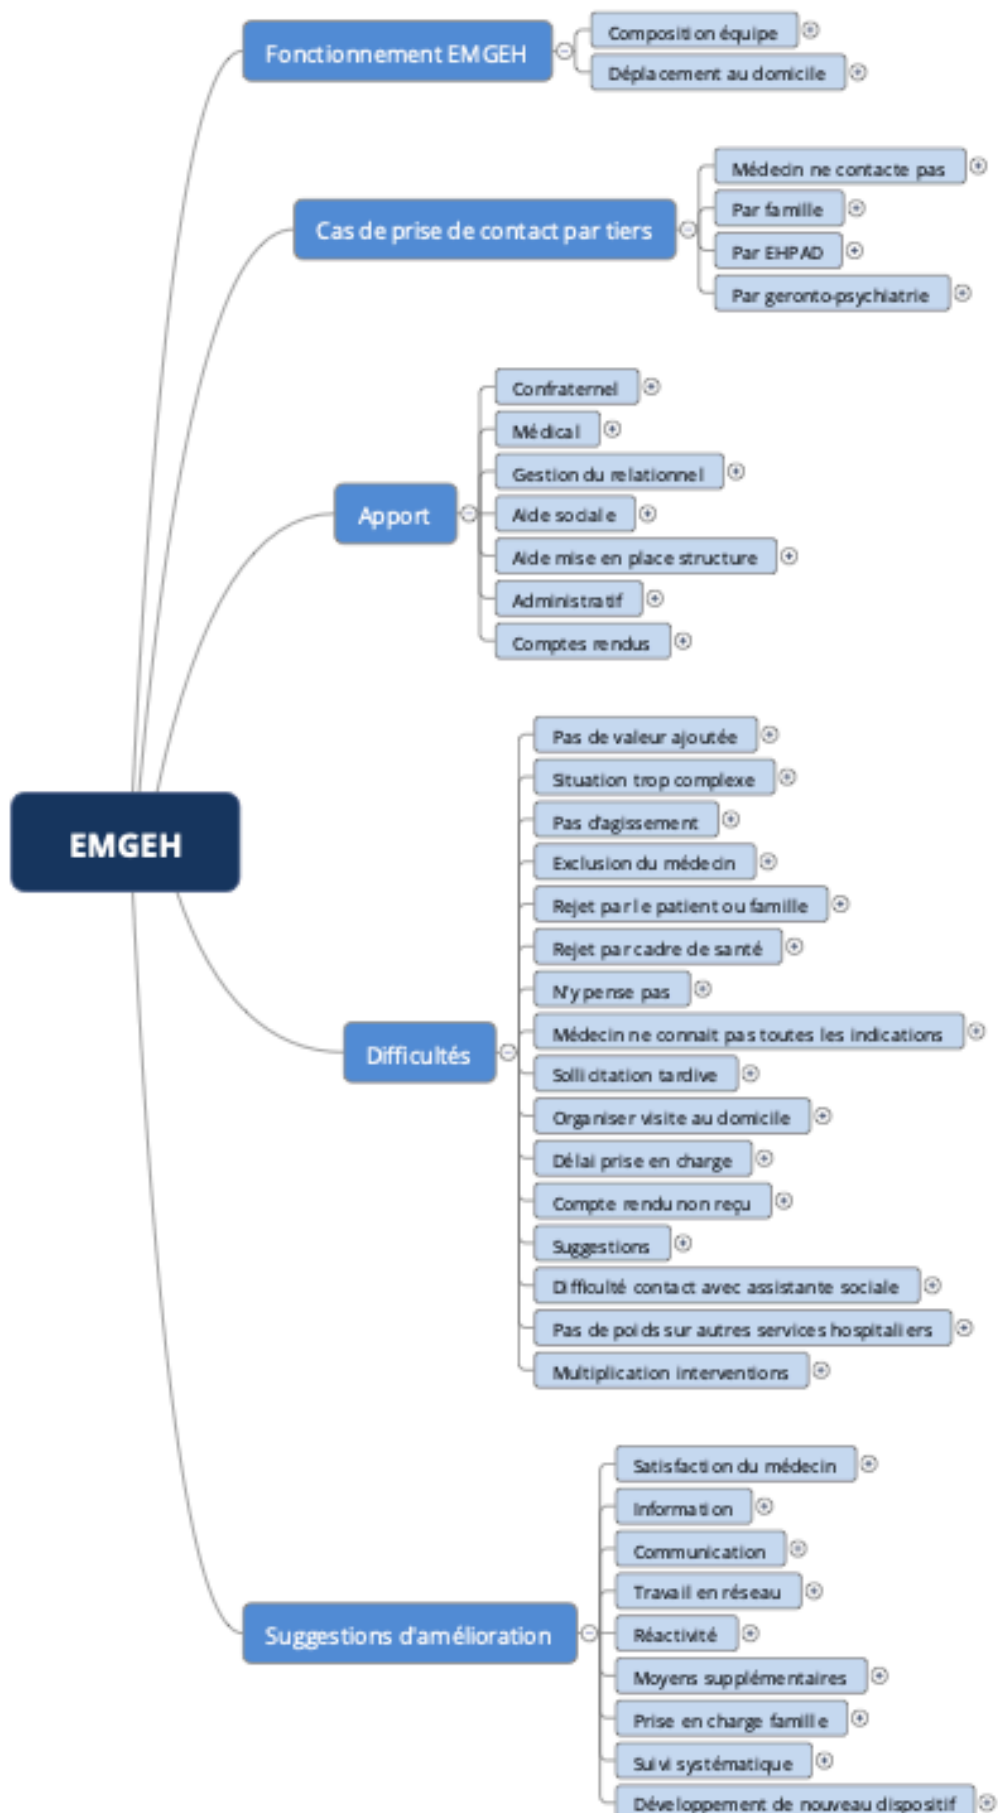 Fonctionnement EMGEH
Composition équipe
Déplacement au domicile
Cas de prise de contact par tiers
Médecin ne contacte pas
Par famille
Par EHPAD
Par geronto-psychiatrie
Apport
Confraternel
Médical
Gestion du relationnel
Aide sociale
Aide mise en place structure
Administratif
Comptes rendus
EMGEH
Difficultés
Pas de valeur ajoutée
Situation trop complexe
Pas d'agissement
Exclusion du médecin
Rejet par le patient ou famille
Rejet par cadre de santé
N'y pense pas
Médecin ne connait pas toutes les indications
Sollicitation tardive
Organiser visite au domicile
Délai prise en charge
Compte rendu non reçu
Suggestions
Difficulté contact avec assistante sociale
Pas de poids sur autres services hospitaliers
Multiplication interventions
Suggestions d'amélioration
Satisfaction du médecin
Information
Communication
Travail en réseau
Réactivité
Moyens supplémentaires
Prise en charge famille
Suivi systématique
Développement de nouveau dispositif